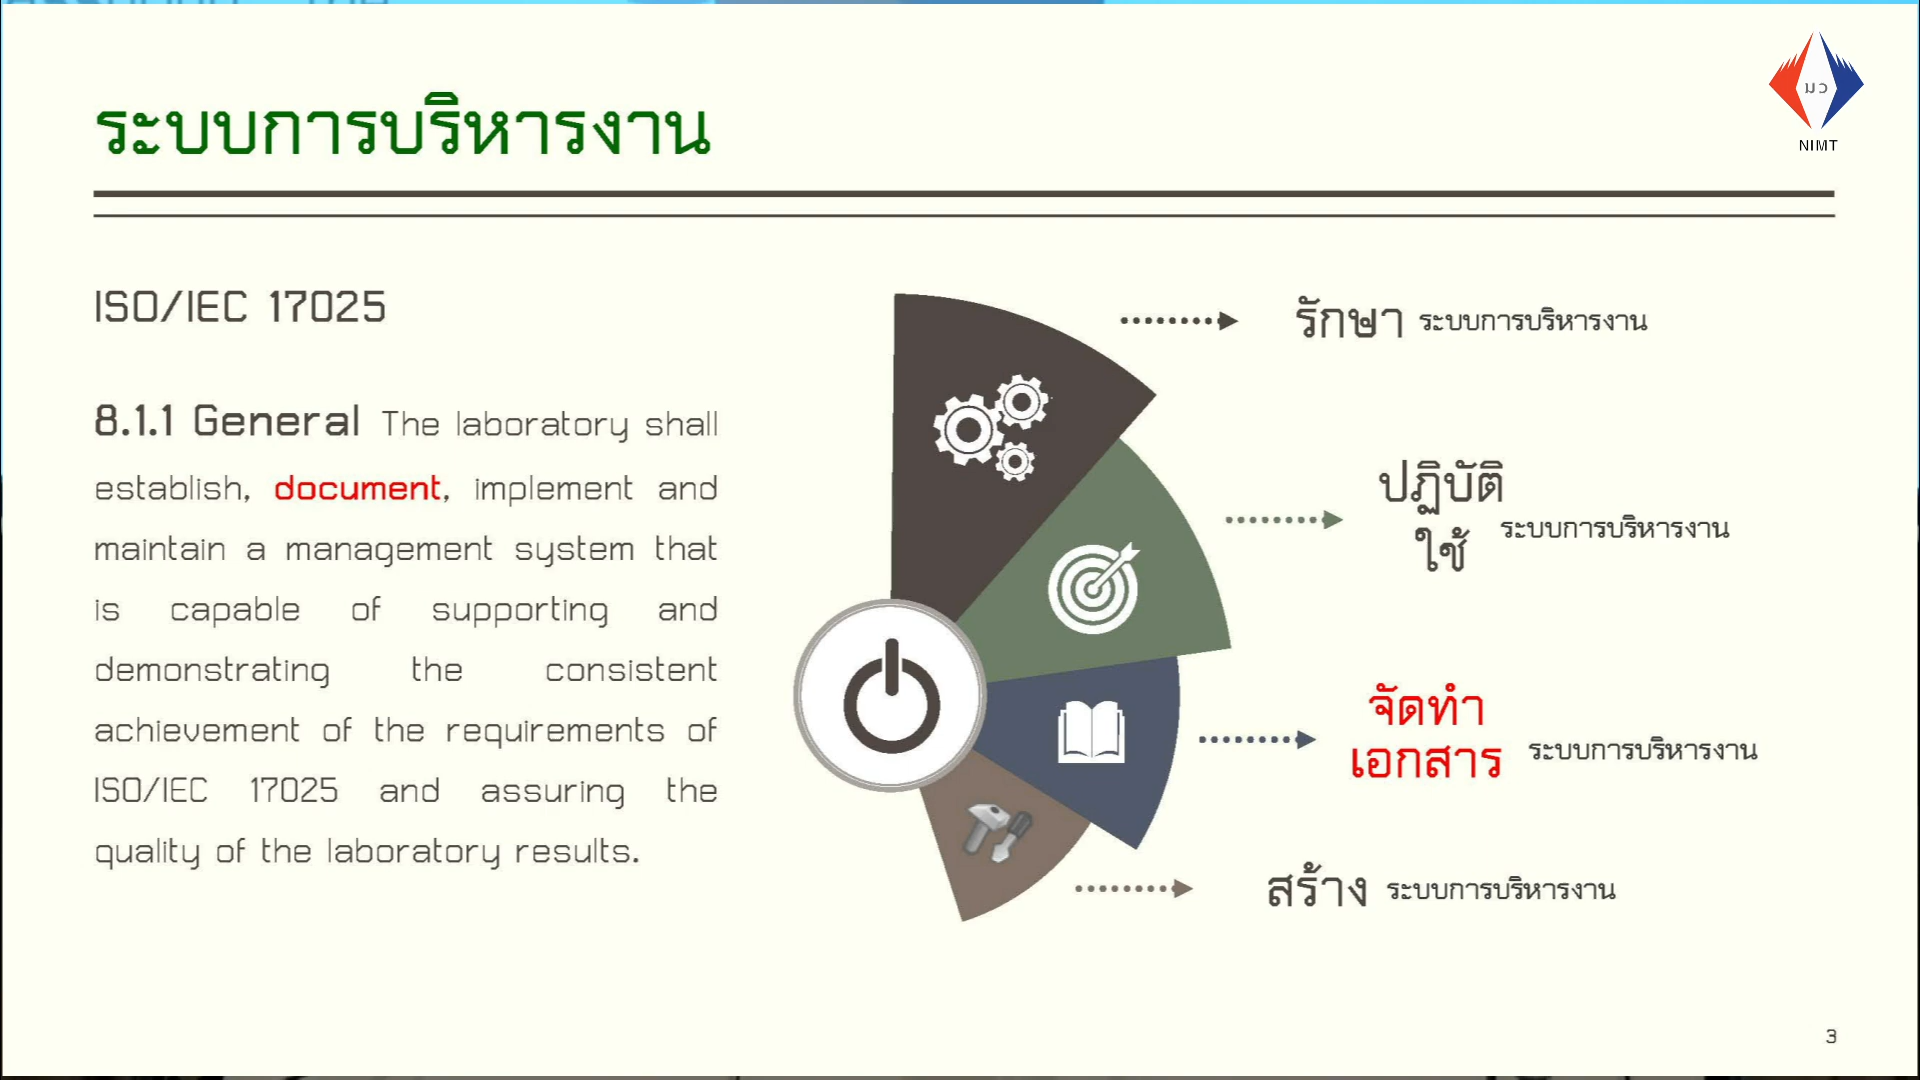 ระบบการบริหารงาน
มว
NIMT
ISO/IEC 17025
8.1.1 General The laboratory shall
establish, document, implement and
maintain a management system that
is capable of supporting and
demonstrating the consistent
achievement of the requirements of
ISO/IEC 17025 and assuring the
quality of the laboratory results.
รักษา ระบบการบริหารงาน
ปฏิบัติ
ใช้ ระบบการบริหารงาน
จัดทำ
เอกสาร ระบบการบริหารงาน
สร้าง ระบบการบริหารงาน
3